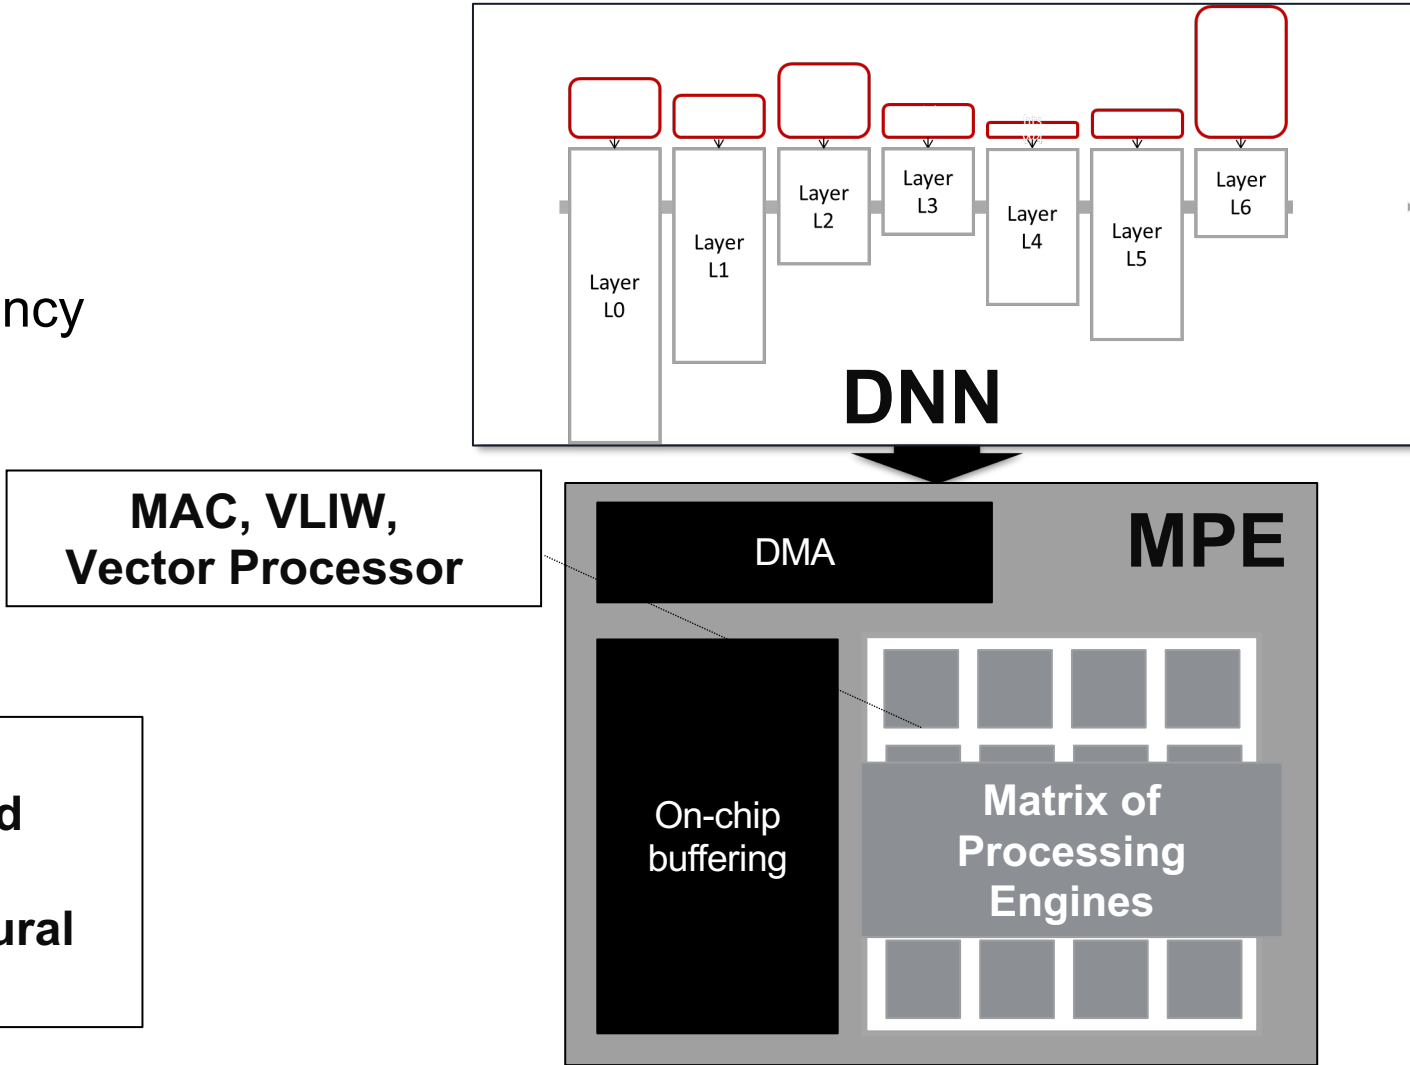 Layer
L0
Layer
L1
Layer
L2
Layer
L3
Layer
L4
Layer
L5
Layer
L6
DNN
ncy
MAC, VLIW,
Vector Processor
DMA
MPE
On-chip
buffering
Matrix of
Processing
Engines
d
ural